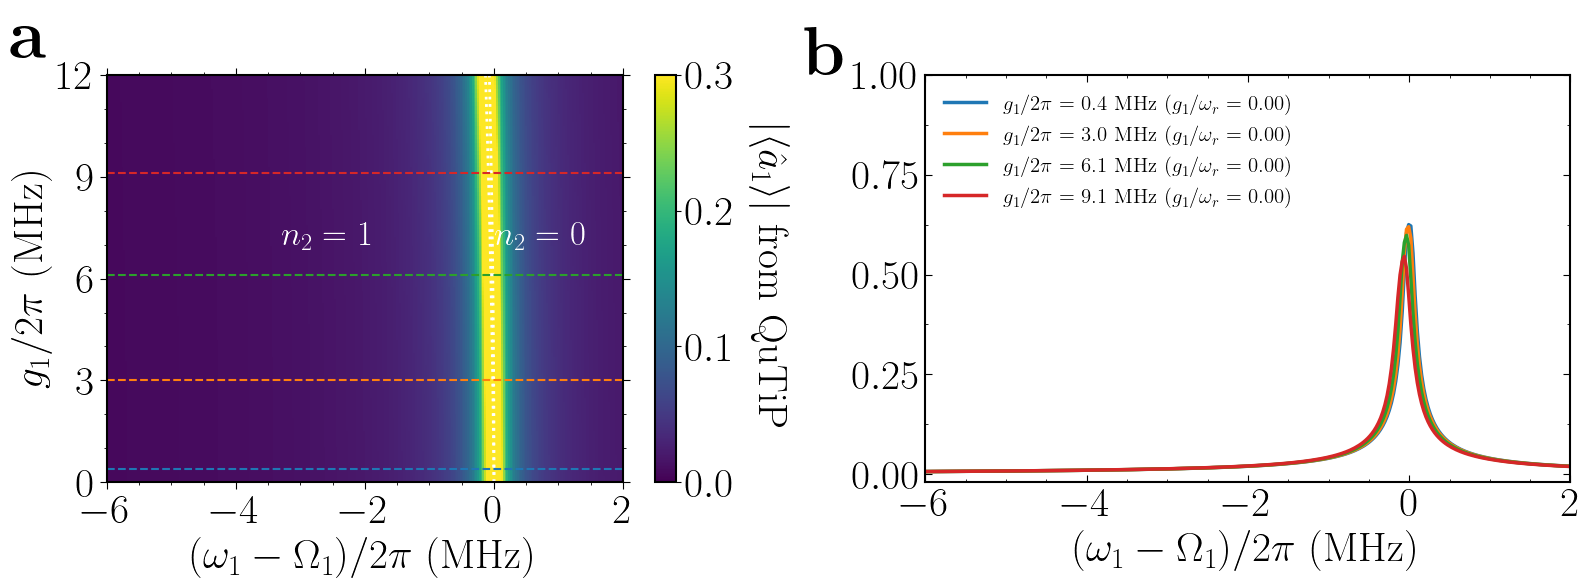 a
12
9
6
3
0
g₁/2π (MHz)
n₂ = 1
n₂ = 0
−6
−4
−2
0
2
(ω₁ − Ω₁)/2π (MHz)
0.3
0.2
0.1
0.0
|⟨â₁⟩| from QuTiP
b
1.00
0.75
0.50
0.25
0.00
g₁/2π = 0.4 MHz (g₁/ωᵣ = 0.00)
g₁/2π = 3.0 MHz (g₁/ωᵣ = 0.00)
g₁/2π = 6.1 MHz (g₁/ωᵣ = 0.00)
g₁/2π = 9.1 MHz (g₁/ωᵣ = 0.00)
−6
−4
−2
0
2
(ω₁ − Ω₁)/2π (MHz)